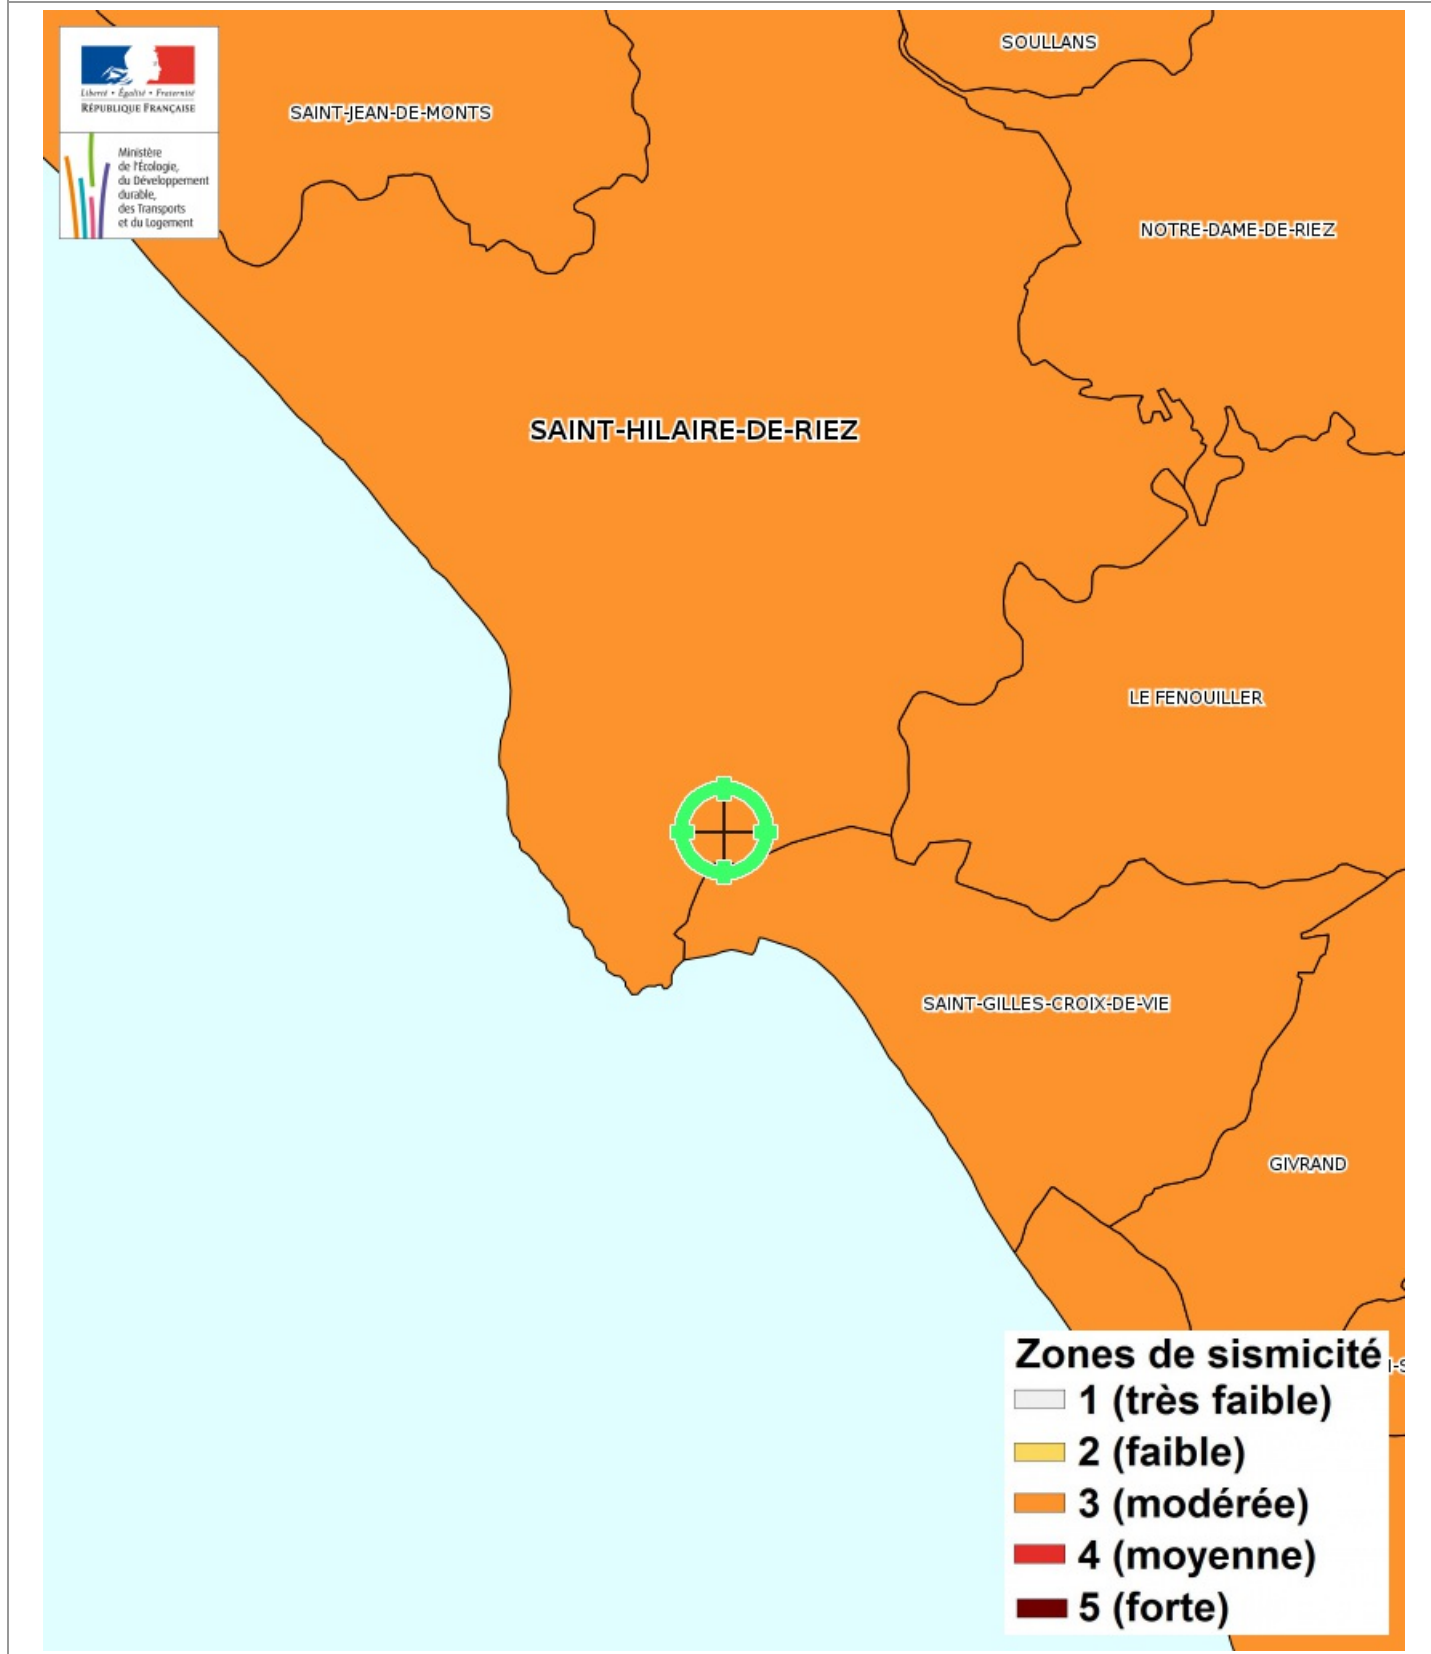 SOULLANS
Liberté • Égalité • Fraternité
RÉPUBLIQUE FRANÇAISE
SAINT-JEAN-DE-MONTS
Ministère
de l'Écologie,
du Développement
durable,
des Transports
et du Logement
NOTRE-DAME-DE-RIEZ
SAINT-HILAIRE-DE-RIEZ
LE FENOUILLER
SAINT-GILLES-CROIX-DE-VIE
GIVRAND
Zones de sismicité
1 (très faible)
2 (faible)
3 (modérée)
4 (moyenne)
5 (forte)